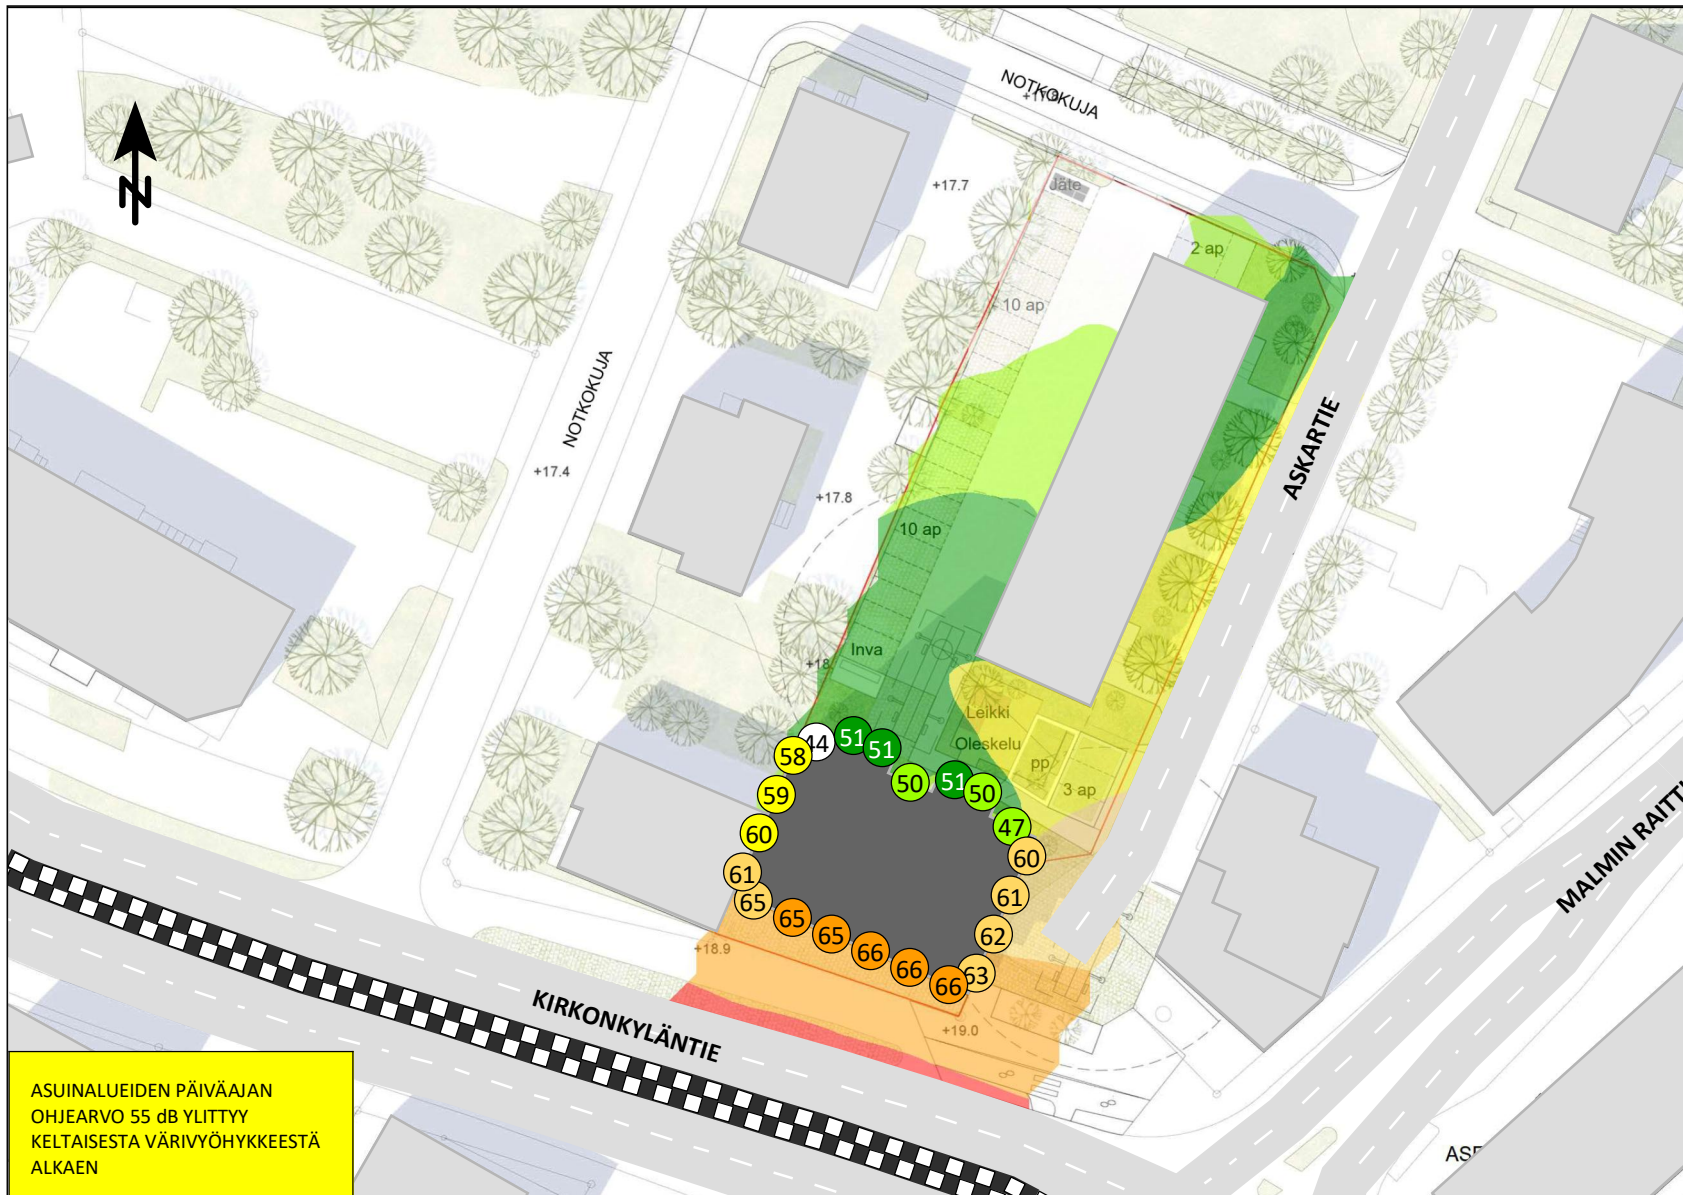 NOTKOKUJA
+17.7
Jäte
2 ap
10 ap
NOTKOKUJA
+17.4
+17.8
ASKARTIE
10 ap
Inva
+18.
Leikki
Oleskelu
pp
3 ap
44
51
51
58
50
51
50
59
47
60
60
61
61
65
65
65
62
66
66
63
66
+18.9
+19.0
KIRKONKYLÄNTIE
MALMIN RAITTI
ASUINALUEIDEN PÄIVÄAJAN
OHJEARVO 55 dB YLITTYY
KELTAISESTA VÄRIVYÖHYKKEESTÄ
ALKAEN